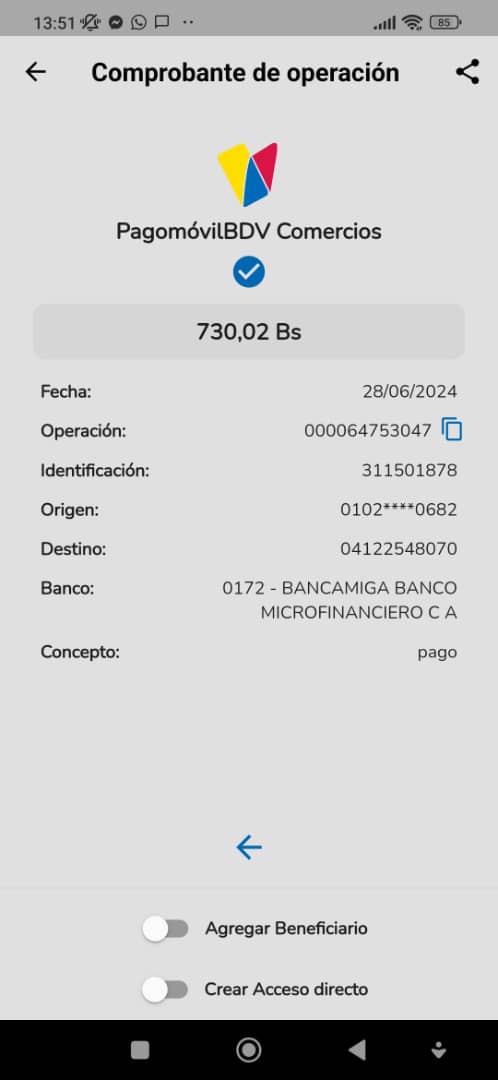 13:51
85
Comprobante de operación
PagomóvilBDV Comercios
730,02 Bs
Fecha: 28/06/2024
Operación: 000064753047
Identificación: 311501878
Origen: 0102****0682
Destino: 04122548070
Banco: 0172 - BANCAMIGA BANCO
MICROFINANCIERO C A
Concepto: pago
Agregar Beneficiario
Crear Acceso directo